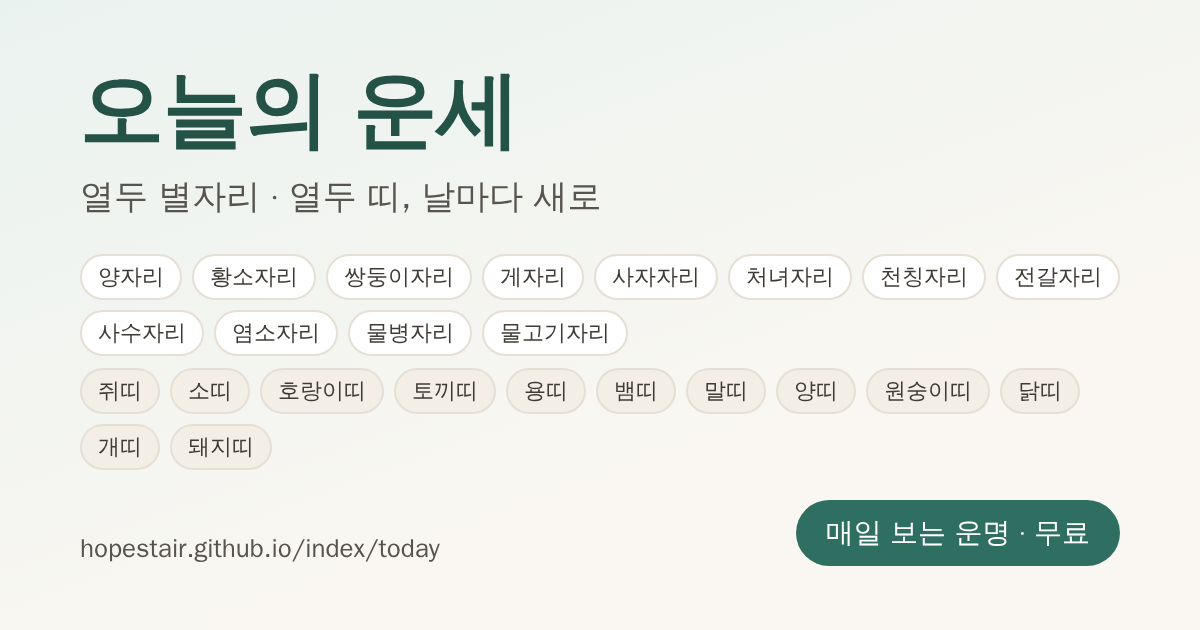 오늘의 운세
열두 별자리 · 열두 띠, 날마다 새로
양자리 황소자리 쌍둥이자리 게자리 사자자리 처녀자리 천칭자리 전갈자리
사수자리 염소자리 물병자리 물고기자리
쥐띠 소띠 호랑이띠 토끼띠 용띠 뱀띠 말띠 양띠 원숭이띠 닭띠
개띠 돼지띠
hopestair.github.io/index/today
매일 보는 운명 · 무료